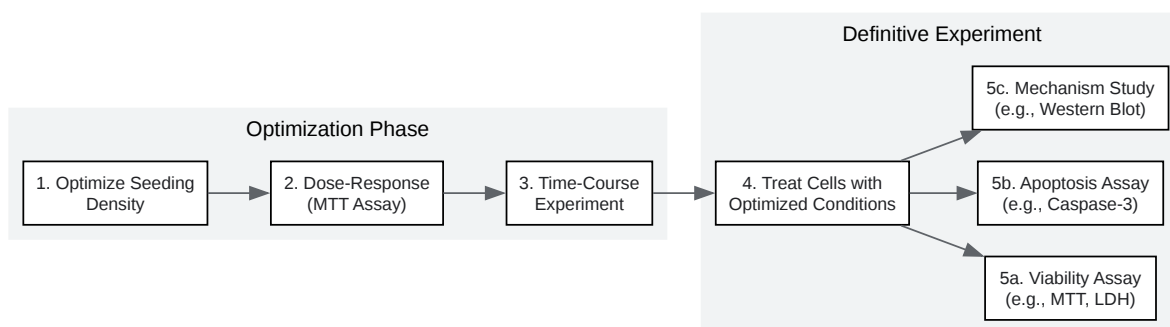 Optimization Phase
1. Optimize Seeding
Density
2. Dose-Response
(MTT Assay)
3. Time-Course
Experiment
Definitive Experiment
4. Treat Cells with
Optimized Conditions
5c. Mechanism Study
(e.g., Western Blot)
5b. Apoptosis Assay
(e.g., Caspase-3)
5a. Viability Assay
(e.g., MTT, LDH)